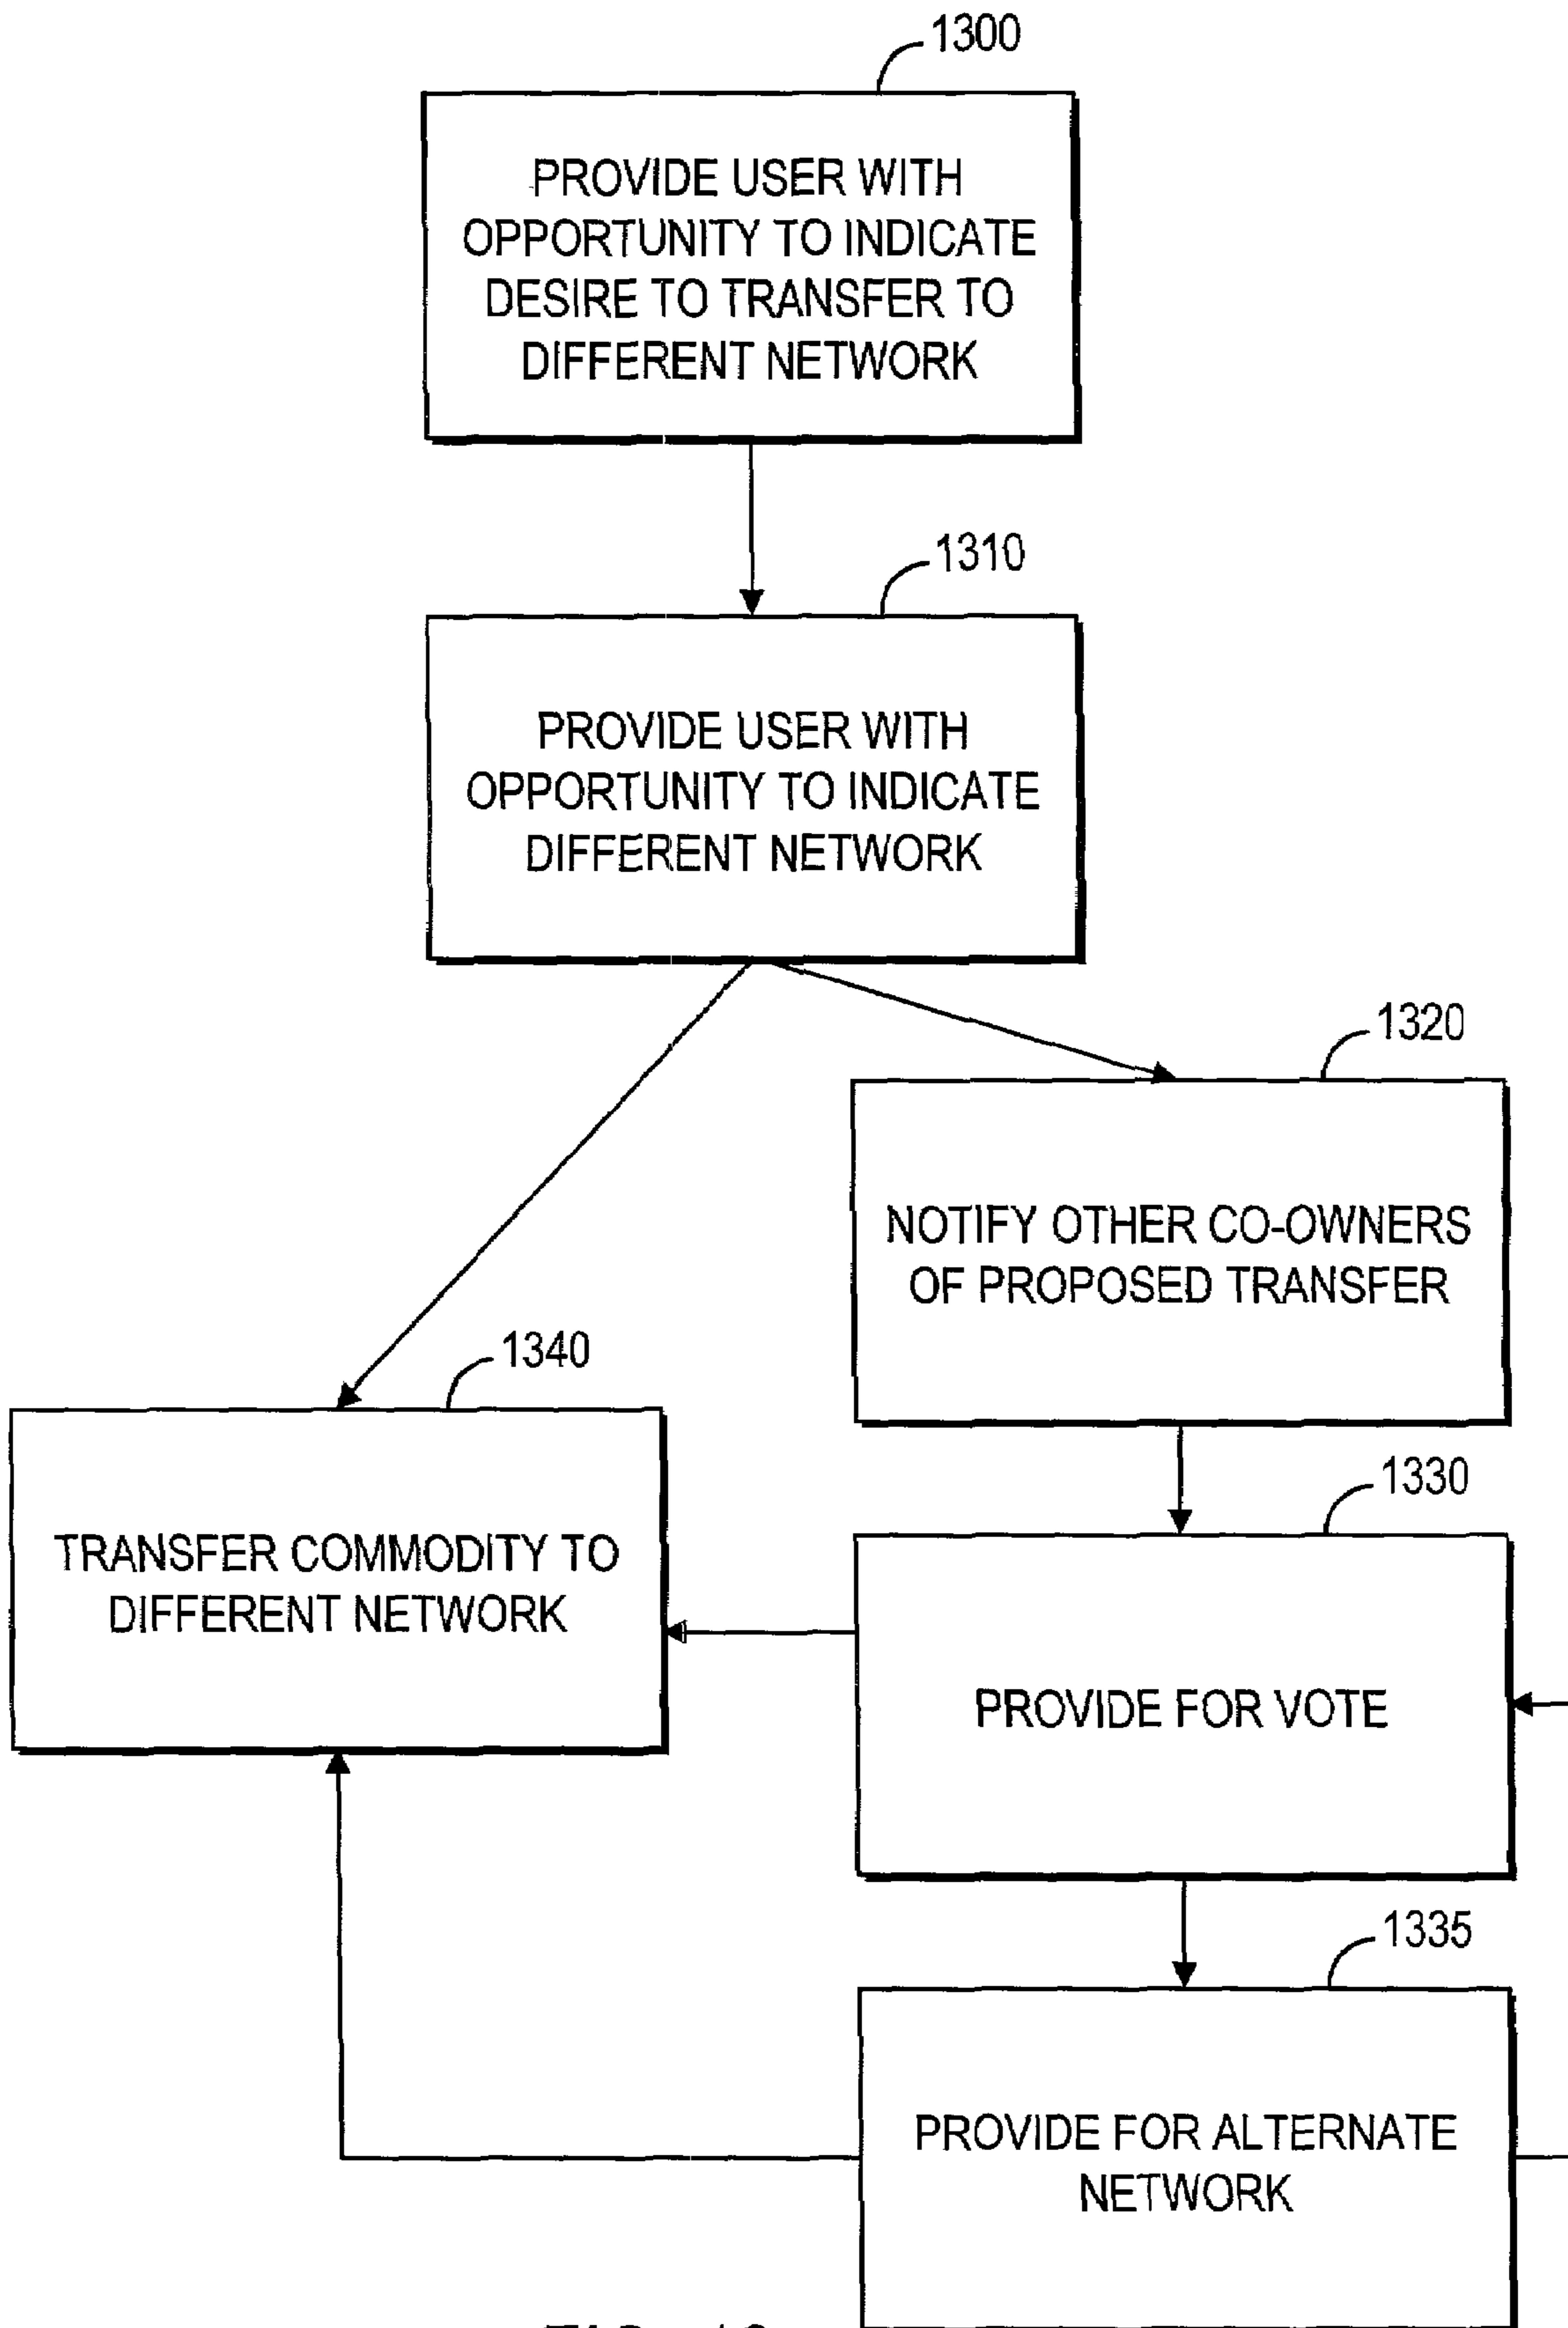 1300
PROVIDE USER WITH
OPPORTUNITY TO INDICATE
DESIRE TO TRANSFER TO
DIFFERENT NETWORK
1310
PROVIDE USER WITH
OPPORTUNITY TO INDICATE
DIFFERENT NETWORK
1320
NOTIFY OTHER CO-OWNERS
OF PROPOSED TRANSFER
1340
TRANSFER COMMODITY TO
DIFFERENT NETWORK
1330
PROVIDE FOR VOTE
1335
PROVIDE FOR ALTERNATE
NETWORK